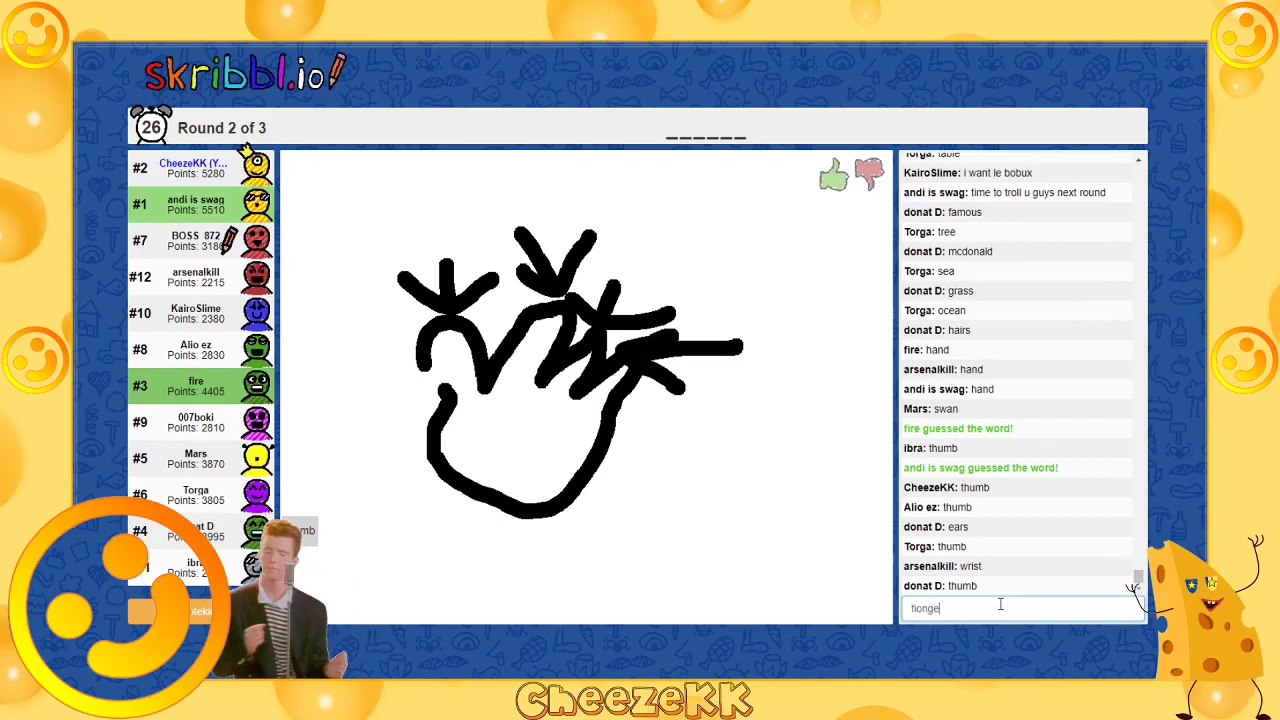 skribbl.io
26
Round 2 of 3
______
#2 CheezeKK (Y...
Points: 5280
#1 andi is swag
Points: 5510
#7 BOSS 872
Points: 3186
#12 arsenalkill
Points: 2215
#10 KairoSlime
Points: 2380
#8 Alio ez
Points: 2830
#3 fire
Points: 4405
#9 007boki
Points: 2810
#5 Mars
Points: 3870
#6 Torga
Points: 3805
#4
3995
ibra
Torga: table
KairoSlime: i want le bobux
andi is swag: time to troll u guys next round
donat D: famous
Torga: tree
donat D: mcdonald
Torga: sea
donat D: grass
Torga: ocean
donat D: hairs
fire: hand
arsenalkill: hand
andi is swag: hand
Mars: swan
fire guessed the word!
ibra: thumb
andi is swag guessed the word!
CheezeKK: thumb
Alio ez: thumb
donat D: ears
Torga: thumb
arsenalkill: wrist
donat D: thumb
fionge
CheezeKK